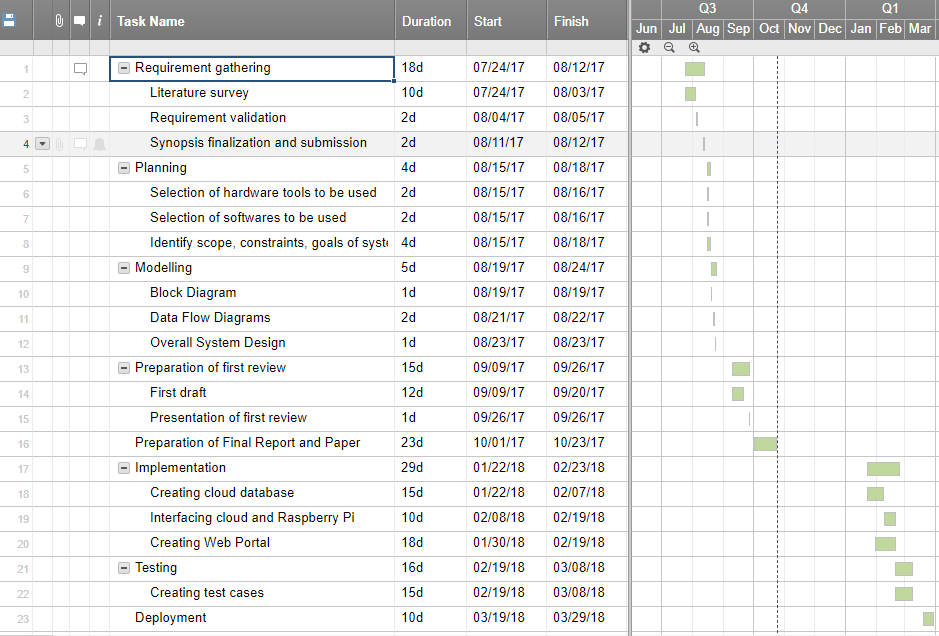 Q3 Q4 Q1
i Task Name Duration Start Finish Jun Jul Aug Sep Oct Nov Dec Jan Feb Mar
1 Requirement gathering 18d 07/24/17 08/12/17
2 Literature survey 10d 07/24/17 08/03/17
3 Requirement validation 2d 08/04/17 08/05/17
4 Synopsis finalization and submission 2d 08/11/17 08/12/17
5 Planning 4d 08/15/17 08/18/17
6 Selection of hardware tools to be used 2d 08/15/17 08/16/17
7 Selection of softwares to be used 2d 08/15/17 08/16/17
8 Identify scope, constraints, goals of syste 4d 08/15/17 08/18/17
9 Modelling 5d 08/19/17 08/24/17
10 Block Diagram 1d 08/19/17 08/19/17
11 Data Flow Diagrams 2d 08/21/17 08/22/17
12 Overall System Design 1d 08/23/17 08/23/17
13 Preparation of first review 15d 09/09/17 09/26/17
14 First draft 12d 09/09/17 09/20/17
15 Presentation of first review 1d 09/26/17 09/26/17
16 Preparation of Final Report and Paper 23d 10/01/17 10/23/17
17 Implementation 29d 01/22/18 02/23/18
18 Creating cloud database 15d 01/22/18 02/07/18
19 Interfacing cloud and Raspberry Pi 10d 02/08/18 02/19/18
20 Creating Web Portal 18d 01/30/18 02/19/18
21 Testing 16d 02/19/18 03/08/18
22 Creating test cases 15d 02/19/18 03/08/18
23 Deployment 10d 03/19/18 03/29/18